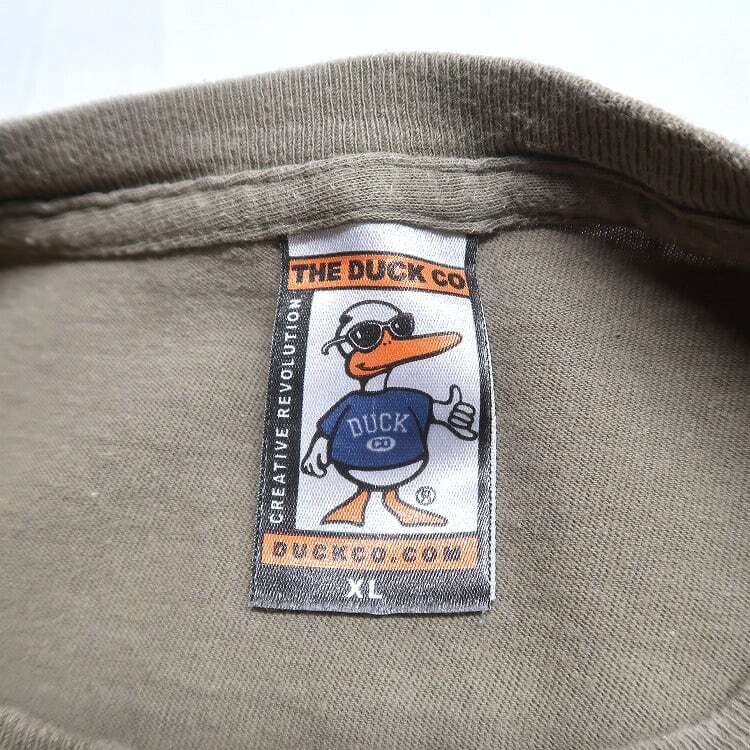 THE DUCK CO
CREATIVE REVOLUTION
DUCK
CO
®
DUCKCO.COM
XL